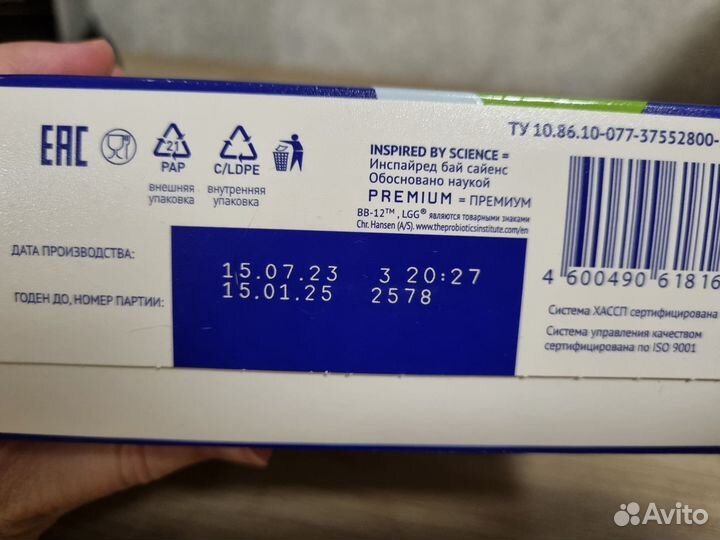 ТУ 10.86.10-077-37552800-
EAC
21
PAP
C/LDPE
внешняя
упаковка
внутренняя
упаковка
INSPIRED BY SCIENCE =
Инспайред бай сайенс
Обосновано наукой
PREMIUM = ПРЕМИУМ
BB-12™, LGG® являются товарными знаками
Chr. Hansen (A/S). www.theprobioticsinstitute.com/en
ДАТА ПРОИЗВОДСТВА:
15.07.23 3 20:27
ГОДЕН ДО, НОМЕР ПАРТИИ:
15.01.25 2578
4 600490 61816
Система ХАССП сертифицирована
Система управления качеством
сертифицирована по ISO 9001
Avito